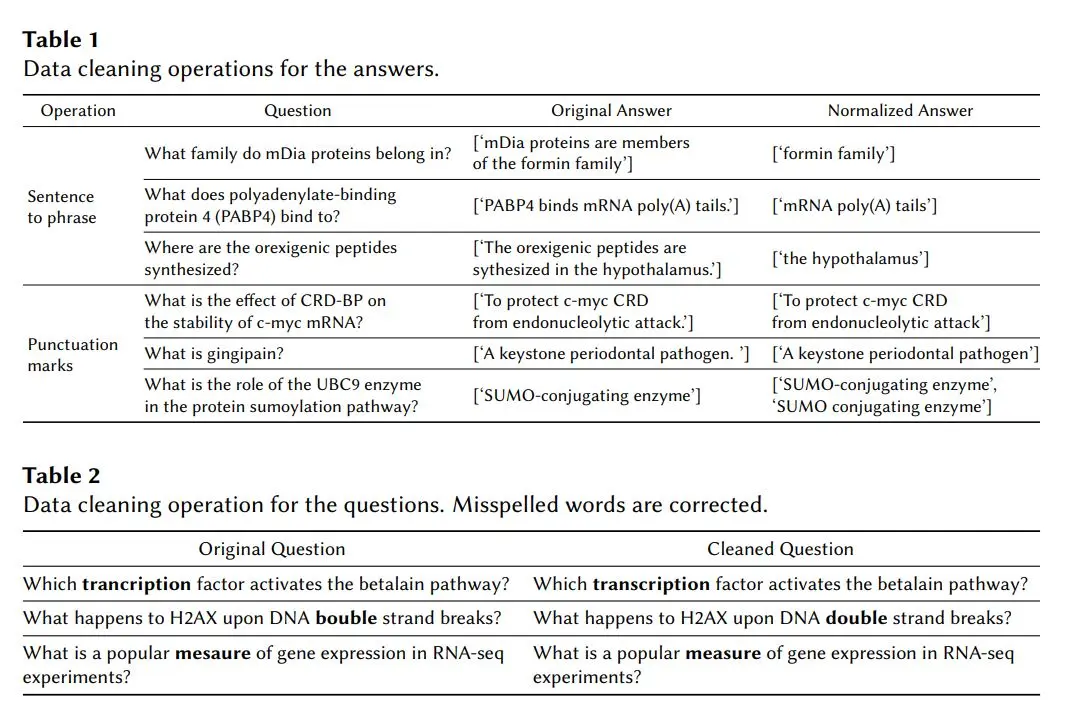 Table 1
Data cleaning operations for the answers.
Operation Question Original Answer Normalized Answer
Sentence to phrase
What family do mDia proteins belong in? [‘mDia proteins are members of the formin family’] [‘formin family’]
What does polyadenylate-binding protein 4 (PABP4) bind to? [‘PABP4 binds mRNA poly(A) tails.’] [‘mRNA poly(A) tails’]
Where are the orexigenic peptides synthesized? [‘The orexigenic peptides are sythesized in the hypothalamus.’] [‘the hypothalamus’]
Punctuation marks
What is the effect of CRD-BP on the stability of c-myc mRNA? [‘To protect c-myc CRD from endonucleolytic attack.’] [‘To protect c-myc CRD from endonucleolytic attack’]
What is gingipain? [‘A keystone periodontal pathogen. ’] [‘A keystone periodontal pathogen’]
What is the role of the UBC9 enzyme in the protein sumoylation pathway? [‘SUMO-conjugating enzyme’] [‘SUMO-conjugating enzyme’, ‘SUMO conjugating enzyme’]
Table 2
Data cleaning operation for the questions. Misspelled words are corrected.
Original Question Cleaned Question
Which trancription factor activates the betalain pathway? Which transcription factor activates the betalain pathway?
What happens to H2AX upon DNA bouble strand breaks? What happens to H2AX upon DNA double strand breaks?
What is a popular mesaure of gene expression in RNA-seq experiments? What is a popular measure of gene expression in RNA-seq experiments?